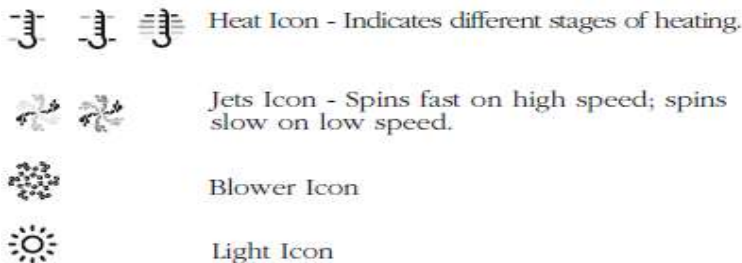 Heat Icon - Indicates different stages of heating.
Jets Icon - Spins fast on high speed; spins
slow on low speed.
Blower Icon
Light Icon